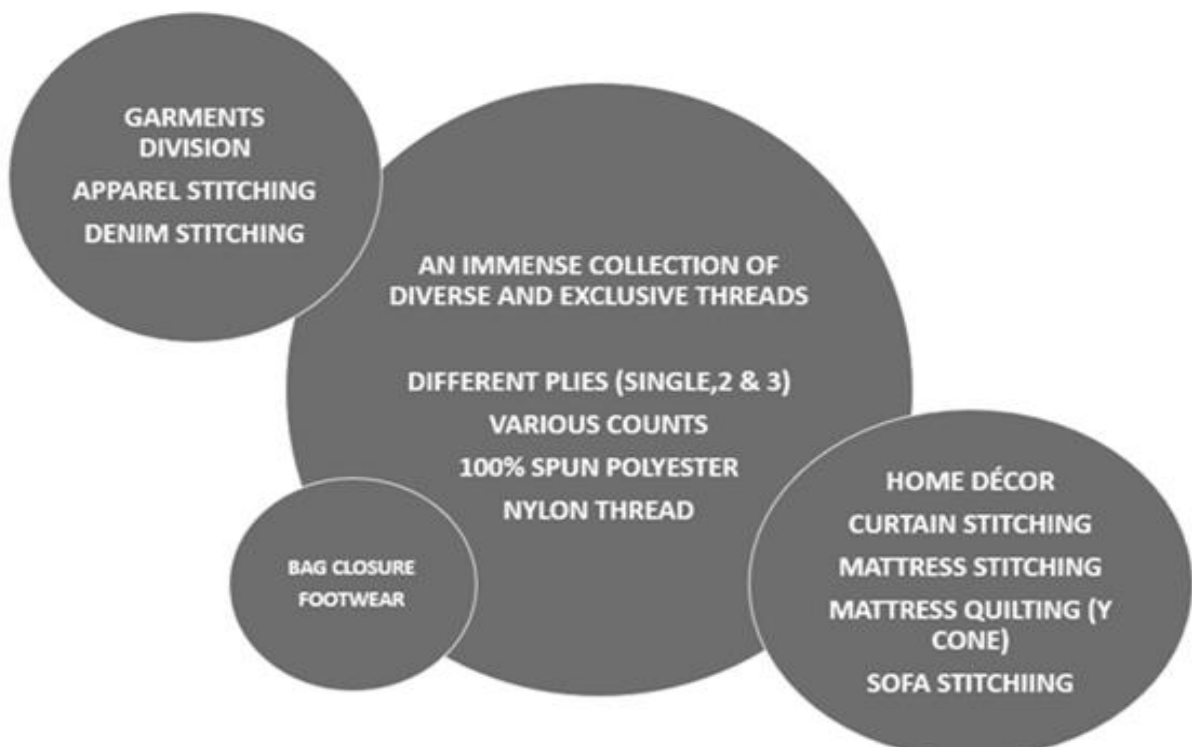 GARMENTS
DIVISION
APPAREL STITCHING
DENIM STITCHING
AN IMMENSE COLLECTION OF
DIVERSE AND EXCLUSIVE THREADS
DIFFERENT PLIES (SINGLE,2 & 3)
VARIOUS COUNTS
100% SPUN POLYESTER
NYLON THREAD
BAG CLOSURE
FOOTWEAR
HOME DÉCOR
CURTAIN STITCHING
MATTRESS STITCHING
MATTRESS QUILTING (Y
CONE)
SOFA STITCHIING